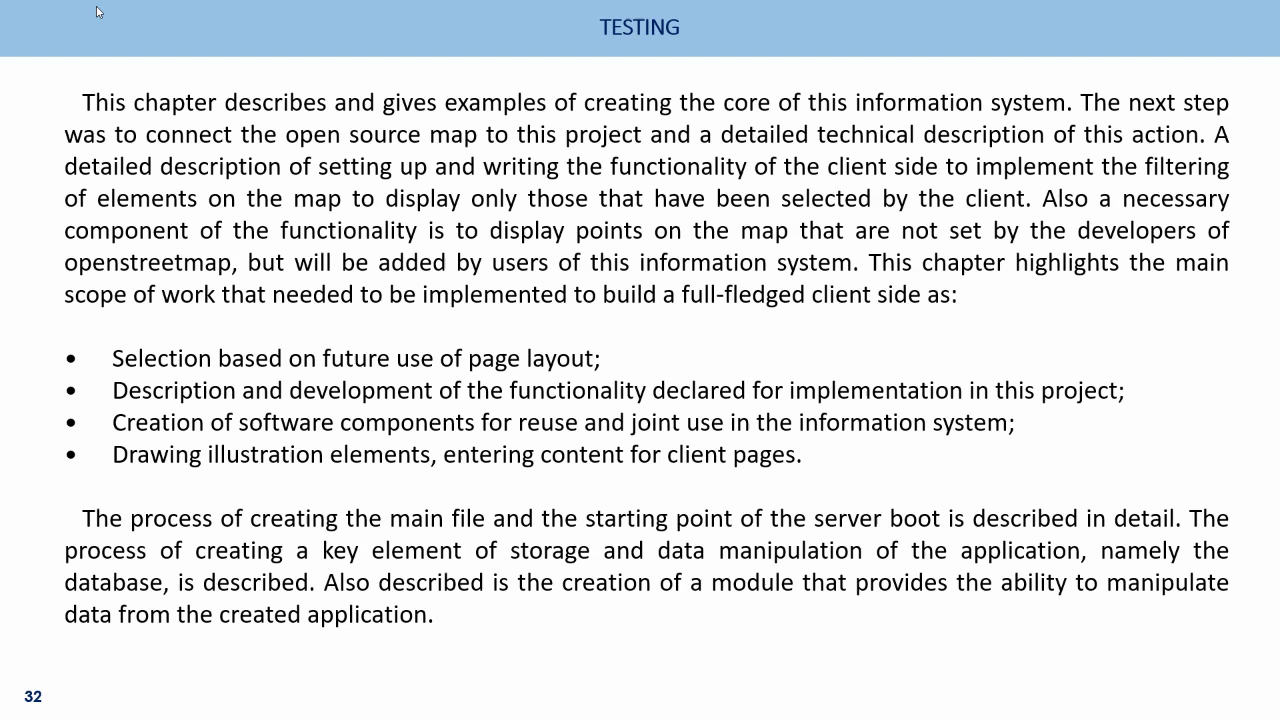 TESTING
This chapter describes and gives examples of creating the core of this information system. The next step
was to connect the open source map to this project and a detailed technical description of this action. A
detailed description of setting up and writing the functionality of the client side to implement the filtering
of elements on the map to display only those that have been selected by the client. Also a necessary
component of the functionality is to display points on the map that are not set by the developers of
openstreetmap, but will be added by users of this information system. This chapter highlights the main
scope of work that needed to be implemented to build a full-fledged client side as:
• Selection based on future use of page layout;
• Description and development of the functionality declared for implementation in this project;
• Creation of software components for reuse and joint use in the information system;
• Drawing illustration elements, entering content for client pages.
The process of creating the main file and the starting point of the server boot is described in detail. The
process of creating a key element of storage and data manipulation of the application, namely the
database, is described. Also described is the creation of a module that provides the ability to manipulate
data from the created application.
32